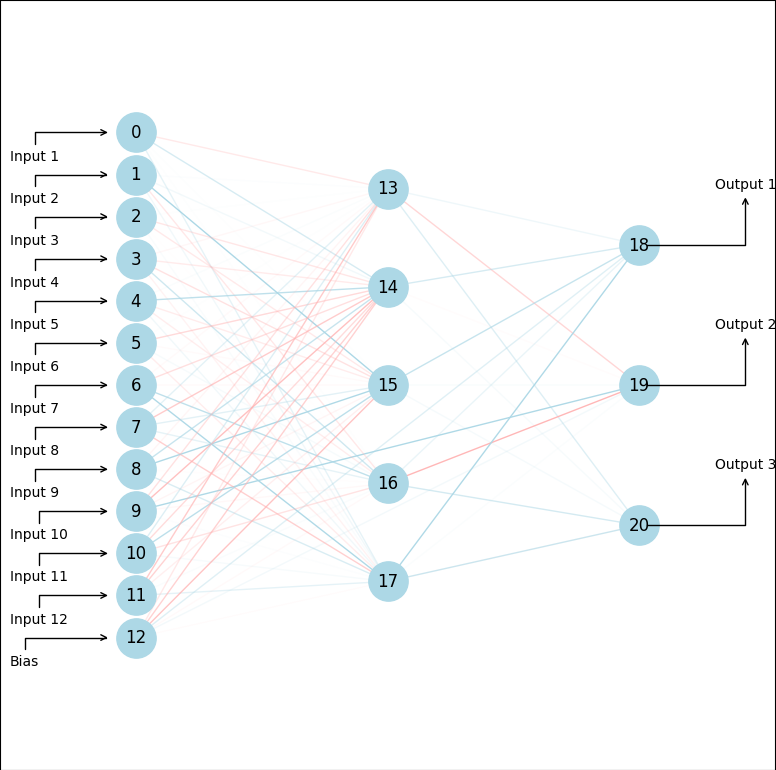 0
Input 1
1
Input 2
2
Input 3
3
Input 4
4
Input 5
5
Input 6
6
Input 7
7
Input 8
8
Input 9
9
Input 10
10
Input 11
11
Input 12
12
Bias
13
14
15
16
17
18
19
20
Output 1
Output 2
Output 3